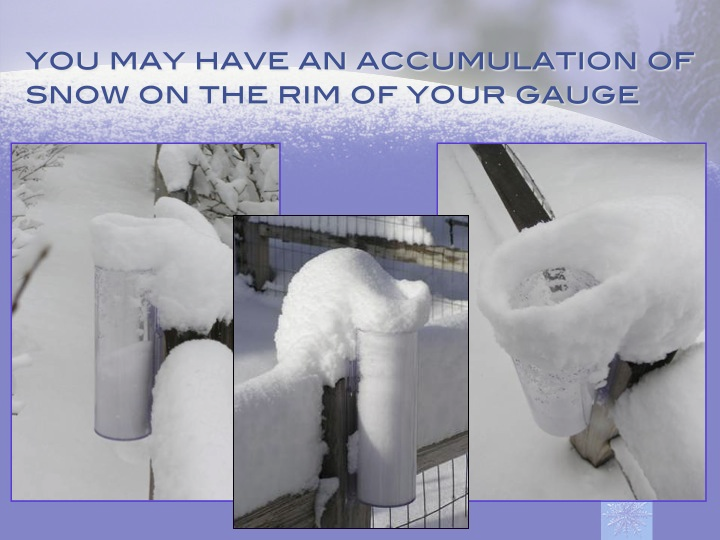 YOU MAY HAVE AN ACCUMULATION OF
SNOW ON THE RIM OF YOUR GAUGE